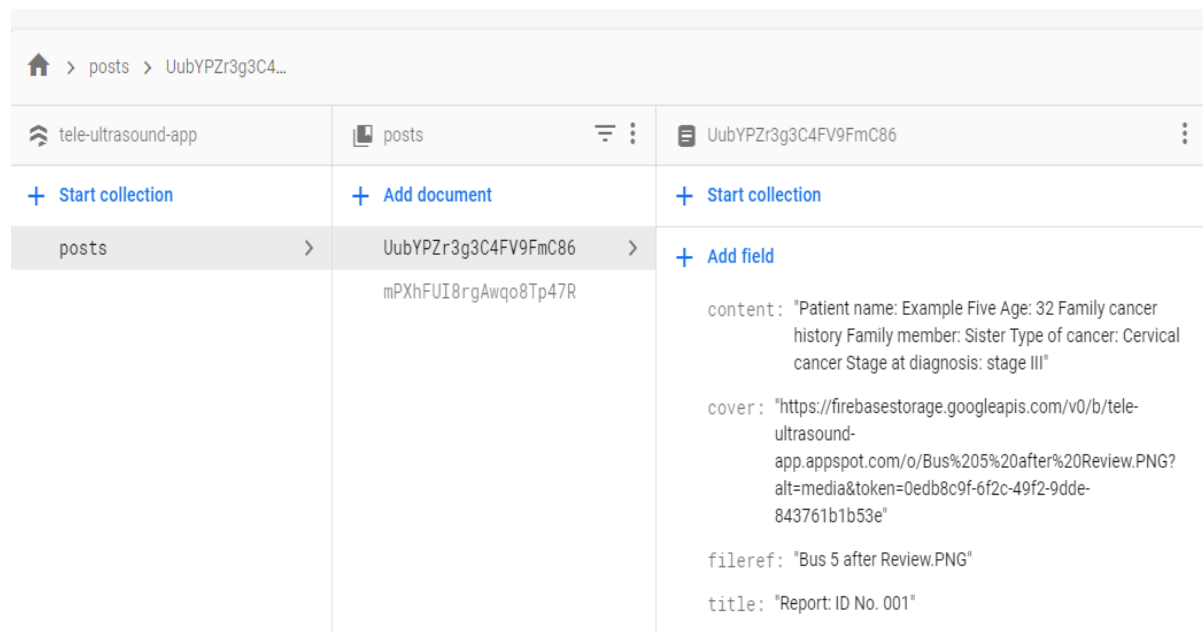 posts > UubYPZr3g3C4…
tele-ultrasound-app
posts
UubYPZr3g3C4FV9FmC86
+ Start collection
+ Add document
+ Start collection
posts
UubYPZr3g3C4FV9FmC86
mPXhFUI8rgAwqo8Tp47R
+ Add field
content: "Patient name: Example Five Age: 32 Family cancer
history Family member: Sister Type of cancer: Cervical
cancer Stage at diagnosis: stage III"
cover: "https://firebasestorage.googleapis.com/v0/b/tele-
ultrasound-
app.appspot.com/o/Bus%205%20after%20Review.PNG?
alt=media&token=0edb8c9f-6f2c-49f2-9dde-
843761b1b53e"
fileref: "Bus 5 after Review.PNG"
title: "Report: ID No. 001"